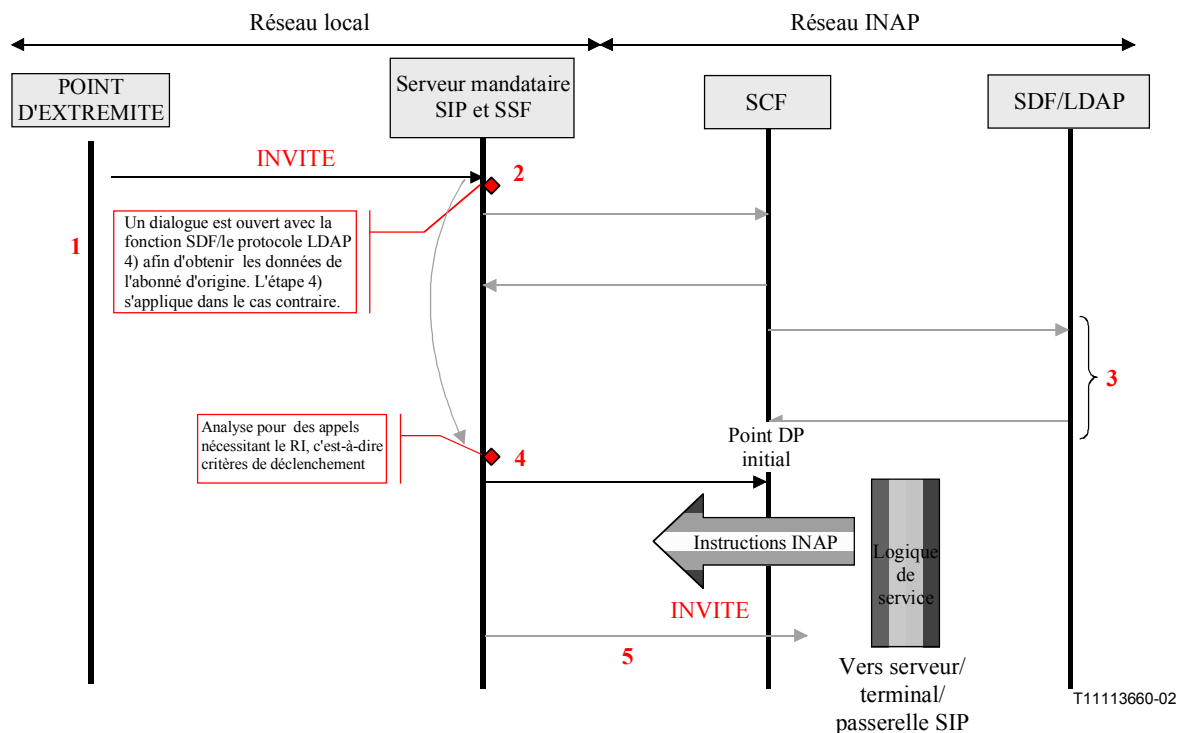 Réseau local
Réseau INAP
POINT
D'EXTREMITE
Serveur mandataire
SIP et SSF
SCF
SDF/LDAP
INVITE
2
1
Un dialogue est ouvert avec la
fonction SDF/le protocole LDAP
4) afin d'obtenir les données de
l'abonné d'origine. L'étape 4)
s'applique dans le cas contraire.
3
Analyse pour des appels
nécessitant le RI, c'est-à-dire
critères de déclenchement
4
Point DP
initial
Instructions INAP
Logique
de
service
INVITE
5
Vers serveur/
terminal/
passerelle SIP
T11113660-02